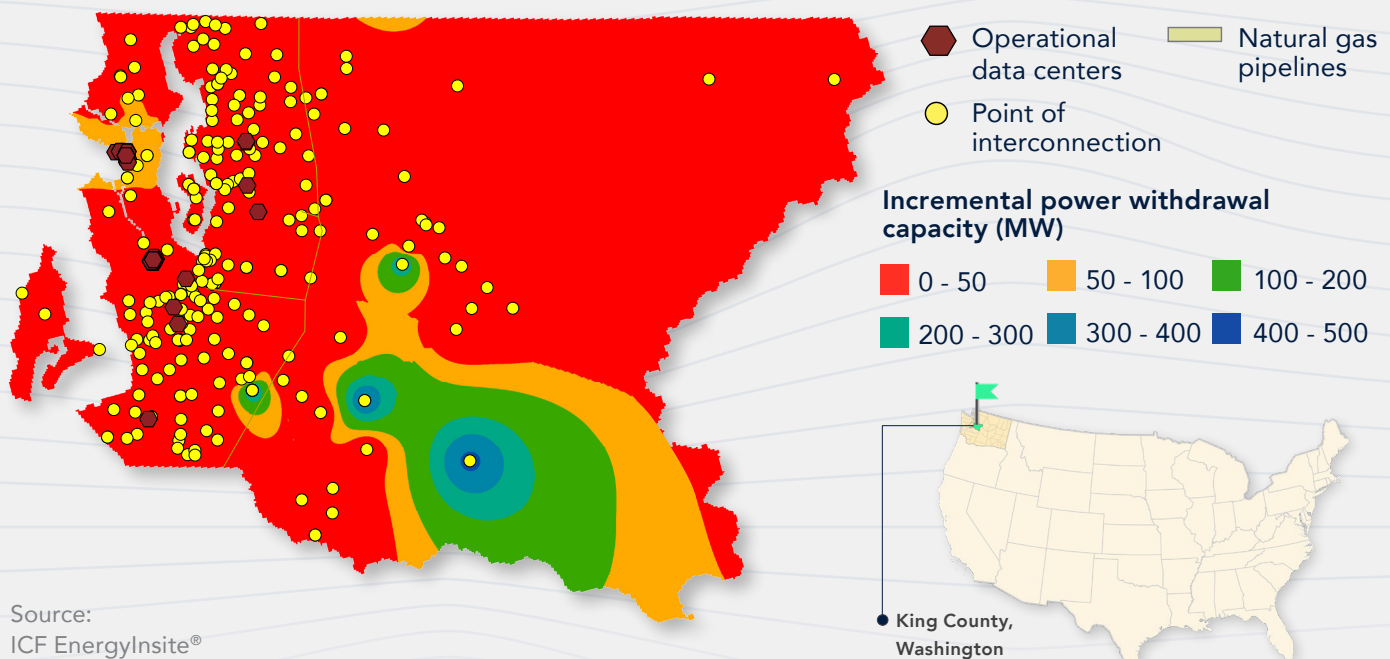 Operational
data centers
Natural gas
pipelines
Point of
interconnection
Incremental power withdrawal
capacity (MW)
0 - 50
50 - 100
100 - 200
200 - 300
300 - 400
400 - 500
King County,
Washington
Source:
ICF EnergyInsite®